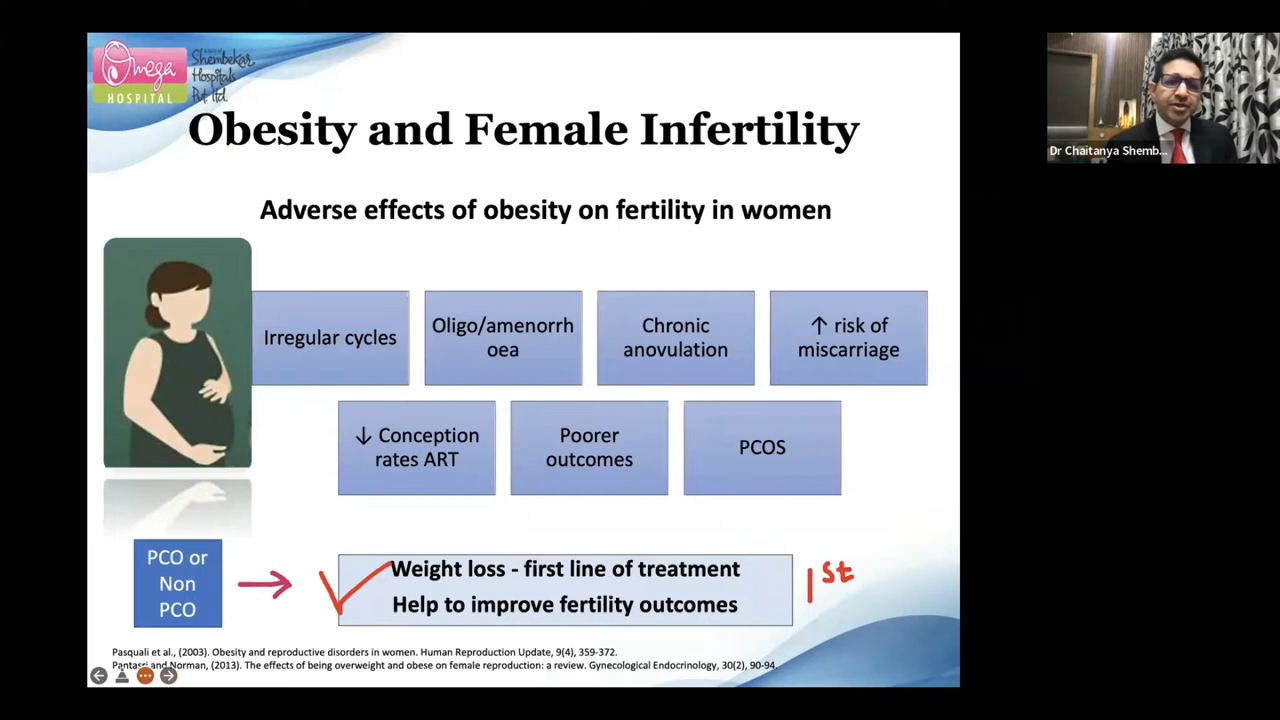 Omega
HOSPITAL
Shembekar
Hospitals
Pvt ltd.
Dr Chaitanya Shemb...
Obesity and Female Infertility
Adverse effects of obesity on fertility in women
Irregular cycles
Oligo/amenorrh
oea
Chronic
anovulation
↑ risk of
miscarriage
↓ Conception
rates ART
Poorer
outcomes
PCOS
PCO or
Non
PCO
Weight loss - first line of treatment
Help to improve fertility outcomes
1st
Pasquali et al., (2003). Obesity and reproductive disorders in women. Human Reproduction Update, 9(4), 359-372.
Pantasri and Norman, (2013). The effects of being overweight and obese on female reproduction: a review. Gynecological Endocrinology, 30(2), 90-94.